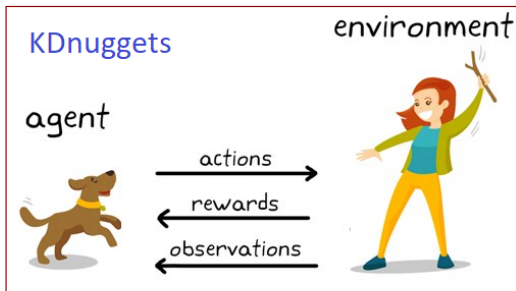 KDnuggets
environment
agent
actions
rewards
observations